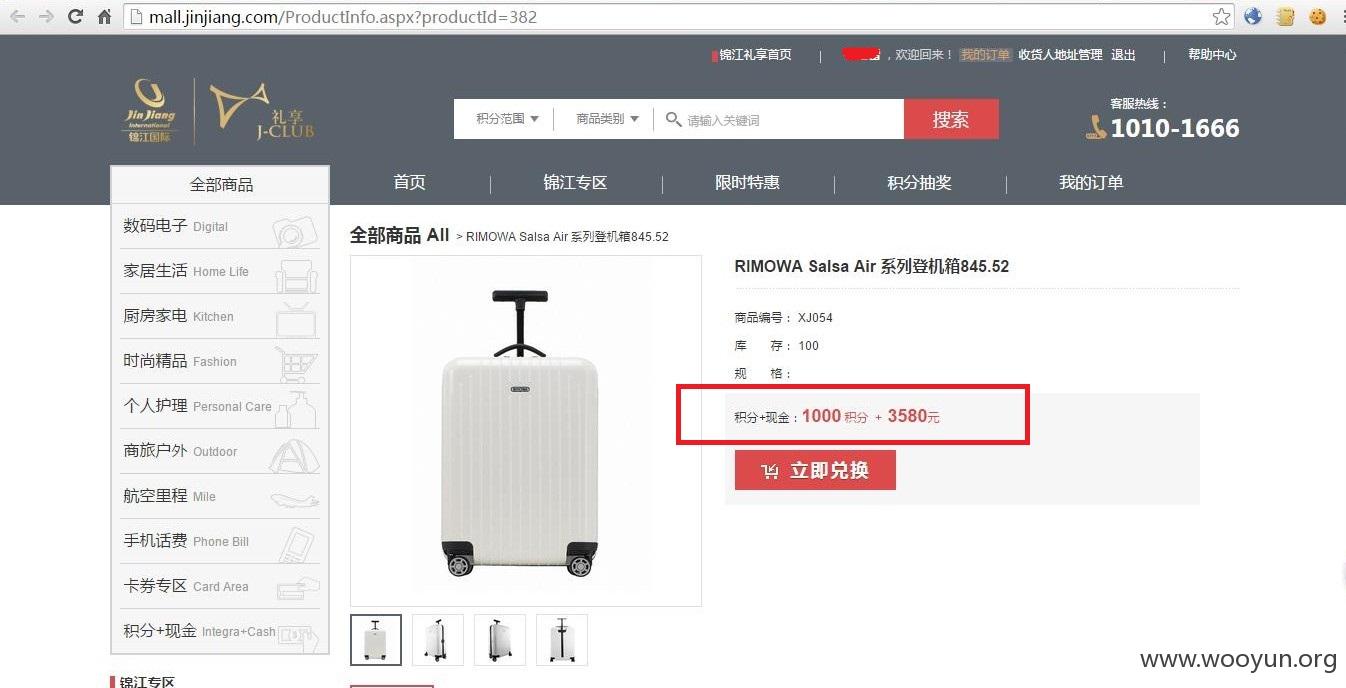 mall.jinjiang.com/ProductInfo.aspx?productId=382
锦江礼享首页 | ，欢迎回来！ 我的订单 收货人地址管理 退出 | 帮助中心
JinJiang
International
锦江国际
礼享
J-CLUB
积分范围 商品类别 请输入关键词 搜索
客服热线：
1010-1666
全部商品 首页 锦江专区 限时特惠 积分抽奖 我的订单
数码电子 Digital
家居生活 Home Life
厨房家电 Kitchen
时尚精品 Fashion
个人护理 Personal Care
商旅户外 Outdoor
航空里程 Mile
手机话费 Phone Bill
卡券专区 Card Area
积分+现金 Integra+Cash
锦江专区
全部商品 All > RIMOWA Salsa Air 系列登机箱845.52
RIMOWA
RIMOWA Salsa Air 系列登机箱845.52
商品编号： XJ054
库 存： 100
规 格：
积分+现金：1000 积分 + 3580元
立即兑换
www.wooyun.org